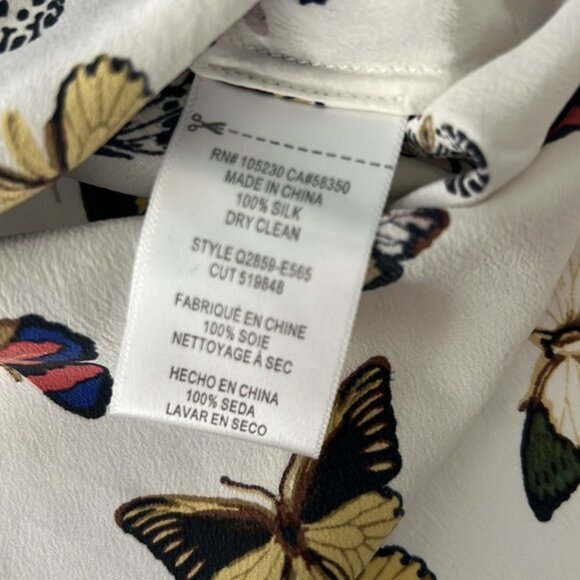 RN# 105230 CA#58350
MADE IN CHINA
100% SILK
DRY CLEAN
STYLE Q2859-E565
CUT 519848
FABRIQUÉ EN CHINE
100% SOIE
NETTOYAGE À SEC
HECHO EN CHINA
100% SEDA
LAVAR EN SECO